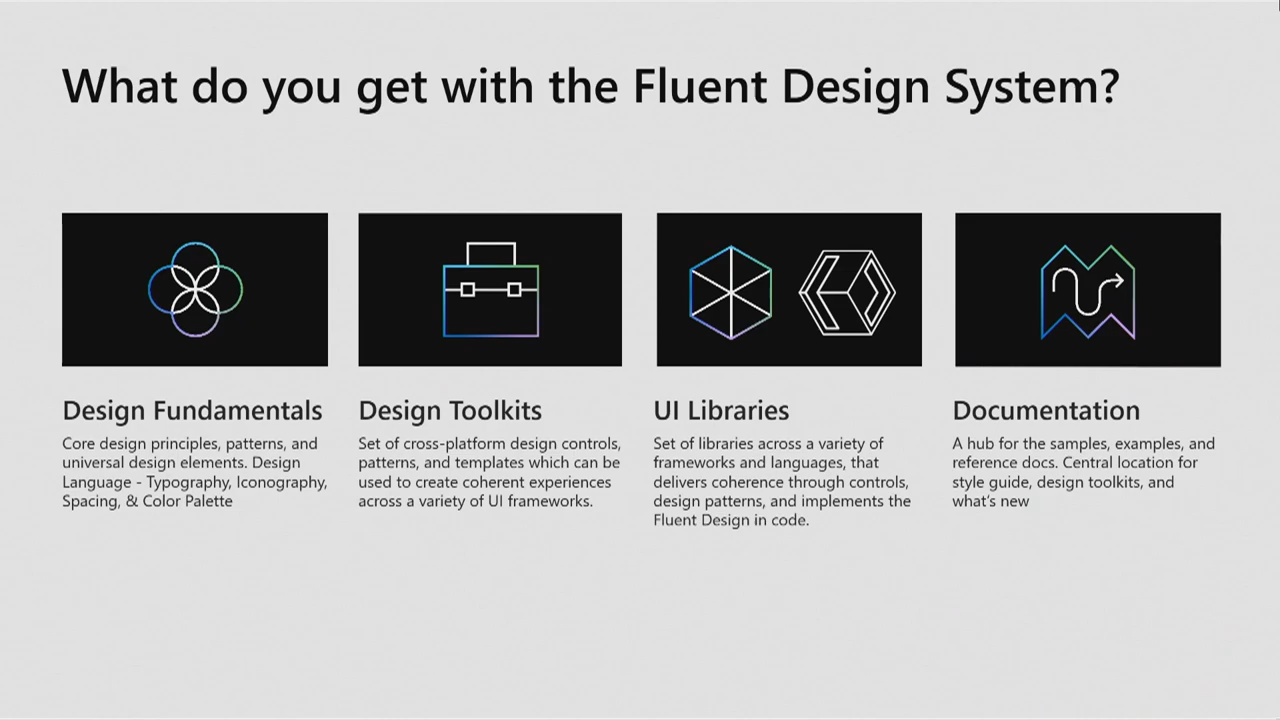 What do you get with the Fluent Design System?
Design Fundamentals
Core design principles, patterns, and
universal design elements. Design
Language - Typography, Iconography,
Spacing, & Color Palette
Design Toolkits
Set of cross-platform design controls,
patterns, and templates which can be
used to create coherent experiences
across a variety of UI frameworks.
UI Libraries
Set of libraries across a variety of
frameworks and languages, that
delivers coherence through controls,
design patterns, and implements the
Fluent Design in code.
Documentation
A hub for the samples, examples, and
reference docs. Central location for
style guide, design toolkits, and
what's new